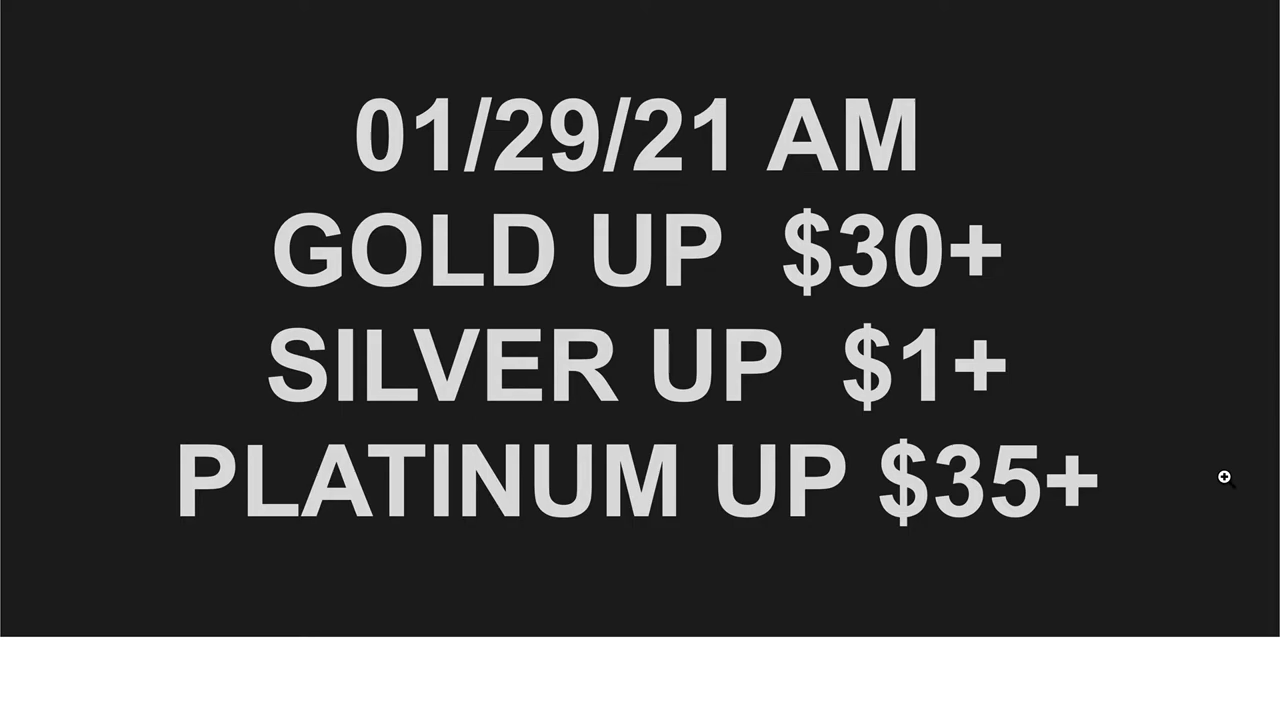 01/29/21 AM
GOLD UP  $30+
SILVER UP  $1+
PLATINUM UP $35+